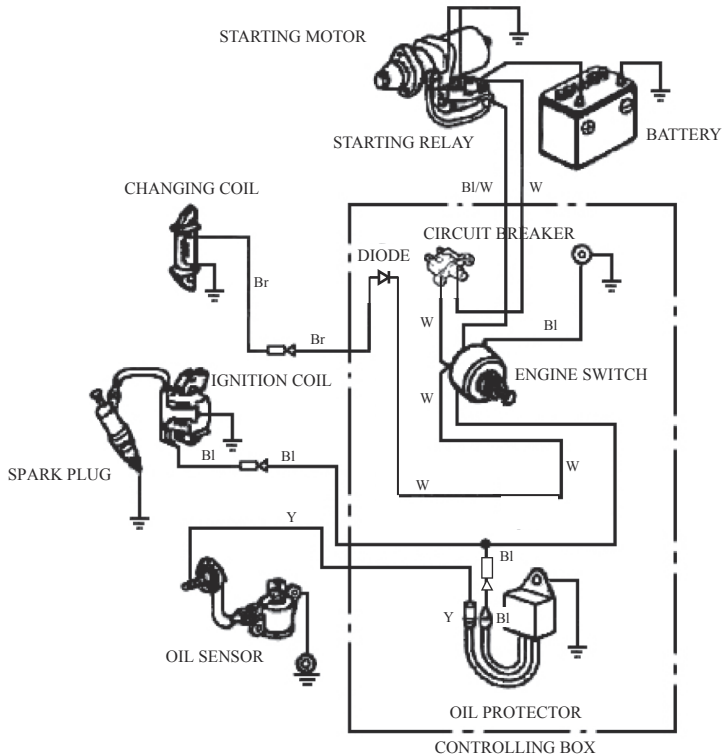 STARTING MOTOR
STARTING RELAY
BATTERY
CHANGING COIL
Bl/W
W
CIRCUIT BREAKER
DIODE
Br
Br
W
Bl
IGNITION COIL
ENGINE SWITCH
W
Bl
Bl
W
SPARK PLUG
W
Y
Bl
Y
Bl
OIL SENSOR
OIL PROTECTOR
CONTROLLING BOX